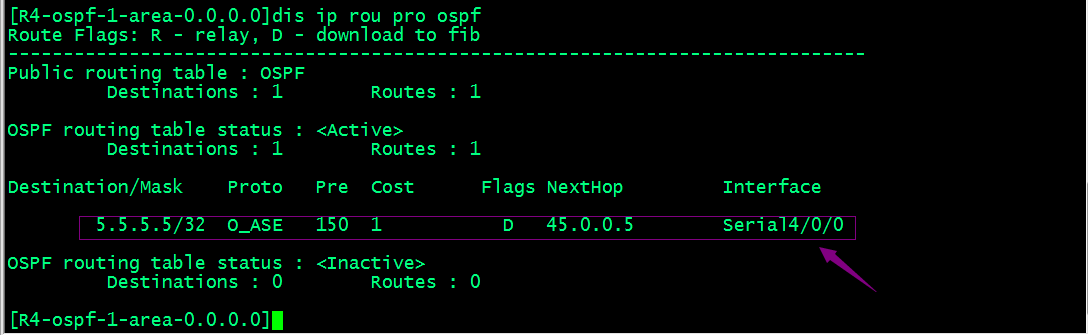 [R4-ospf-1-area-0.0.0.0]dis ip rou pro ospf
Route Flags: R - relay, D - download to fib
------------------------------------------------------------------------------
Public routing table : OSPF
         Destinations : 1        Routes : 1
OSPF routing table status : <Active>
         Destinations : 1        Routes : 1
Destination/Mask    Proto   Pre  Cost      Flags NextHop         Interface
        5.5.5.5/32  O_ASE   150  1           D   45.0.0.5        Serial4/0/0
OSPF routing table status : <Inactive>
         Destinations : 0        Routes : 0
[R4-ospf-1-area-0.0.0.0]